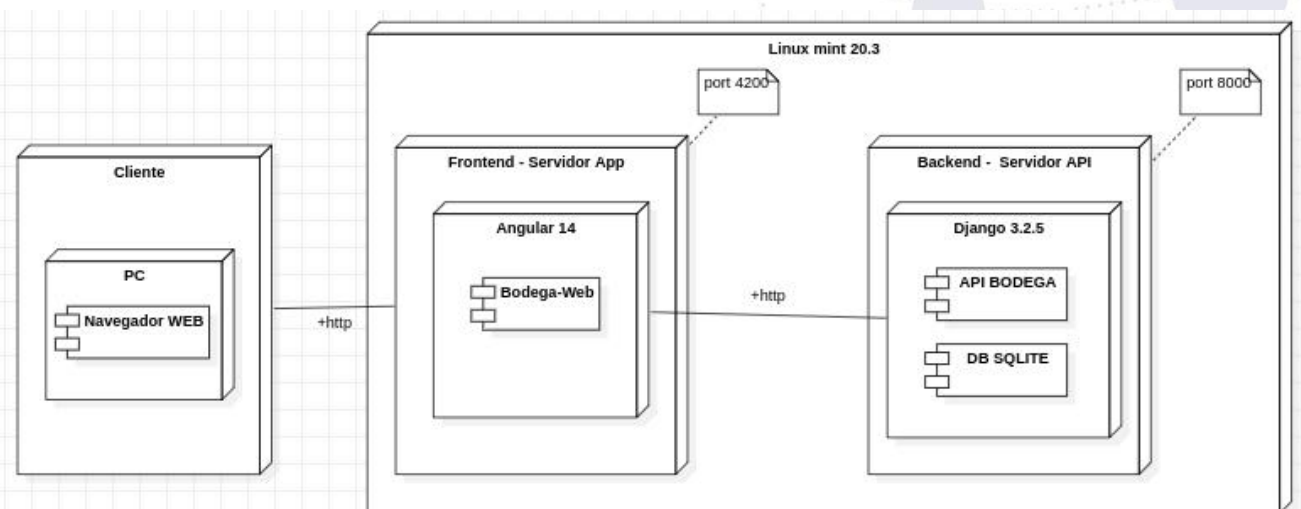 Linux mint 20.3
port 4200
port 8000
Cliente
PC
Navegador WEB
+http
Frontend - Servidor App
Angular 14
Bodega-Web
+http
Backend - Servidor API
Django 3.2.5
API BODEGA
DB SQLITE